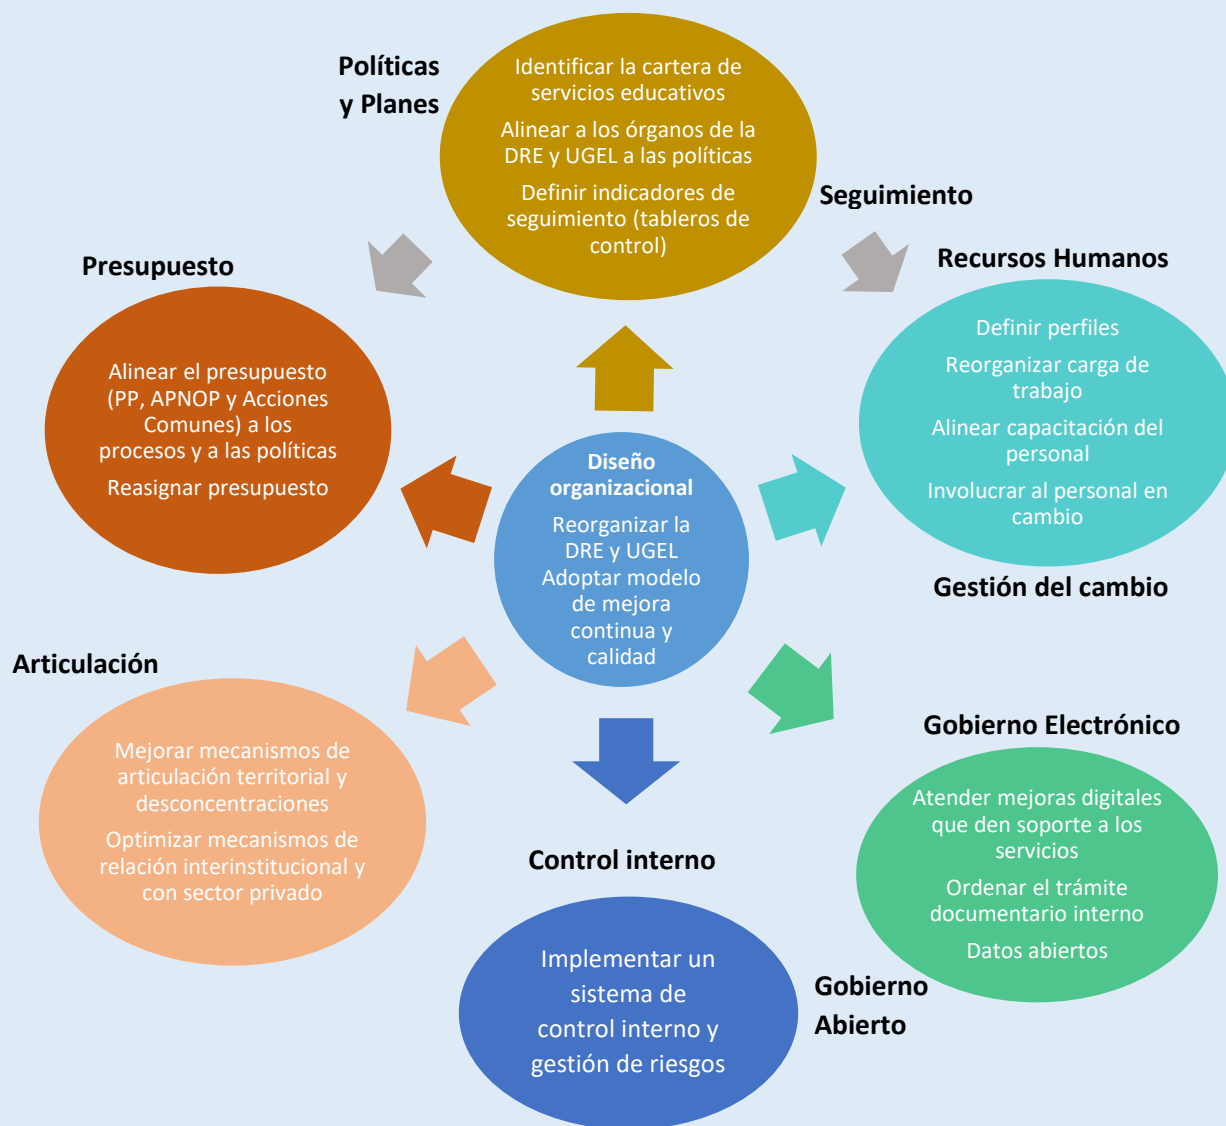 Políticas
y Planes
Identificar la cartera de
servicios educativos
Alinear a los órganos de la
DRE y UGEL a las políticas
Definir indicadores de
seguimiento (tableros de
control)
Seguimiento
Presupuesto
Alinear el presupuesto
(PP, APNOP y Acciones
Comunes) a los
procesos y a las políticas
Reasignar presupuesto
Recursos Humanos
Definir perfiles
Reorganizar carga de
trabajo
Alinear capacitación del
personal
Involucrar al personal en
cambio
Gestión del cambio
Diseño
organizacional
Reorganizar la
DRE y UGEL
Adoptar modelo
de mejora
continua y
calidad
Articulación
Mejorar mecanismos de
articulación territorial y
desconcentraciones
Optimizar mecanismos de
relación interinstitucional y
con sector privado
Gobierno Electrónico
Atender mejoras digitales
que den soporte a los
servicios
Ordenar el trámite
documentario interno
Datos abiertos
Gobierno
Abierto
Control interno
Implementar un
sistema de
control interno y
gestión de riesgos